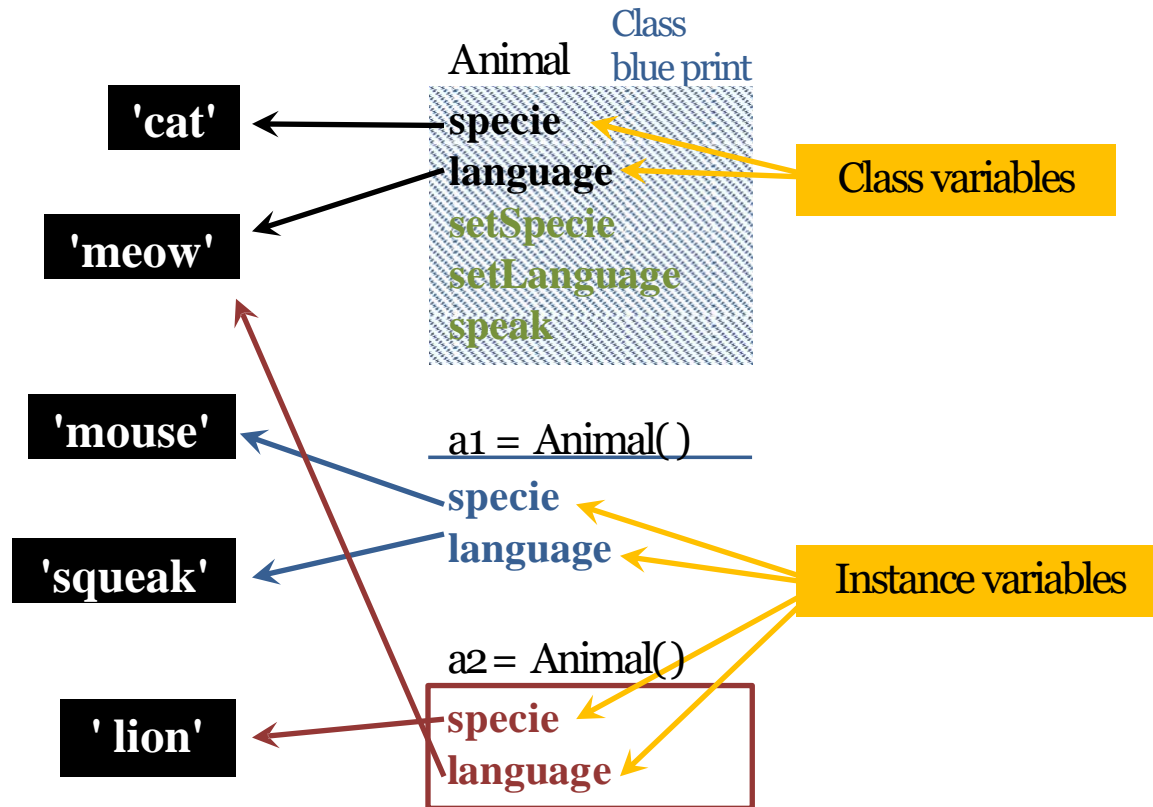 Class
blue print
Animal
'cat'
specie
language
Class variables
'meow'
setSpecie
setLanguage
speak
'mouse'
a1 = Animal( )
specie
language
'squeak'
Instance variables
a2 = Animal()
' lion'
specie
language